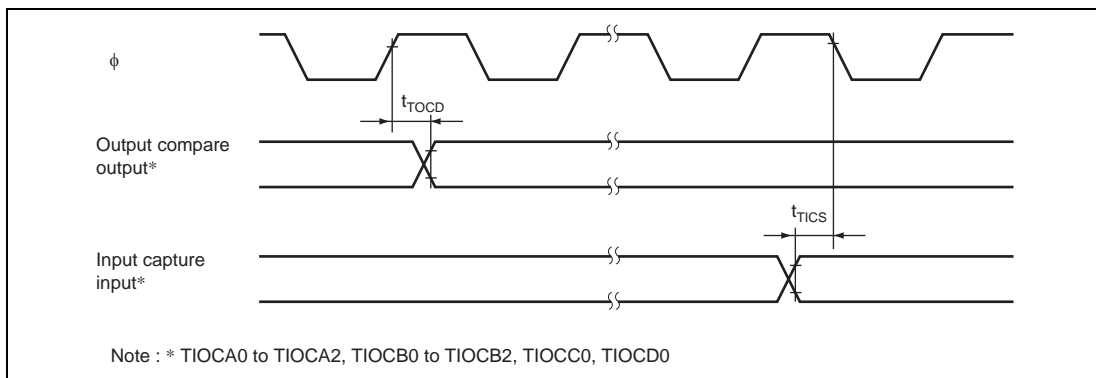 ϕ
tTOCD
Output compare
output*
tTICS
Input capture
input*
Note : * TIOCA0 to TIOCA2, TIOCB0 to TIOCB2, TIOCC0, TIOCD0